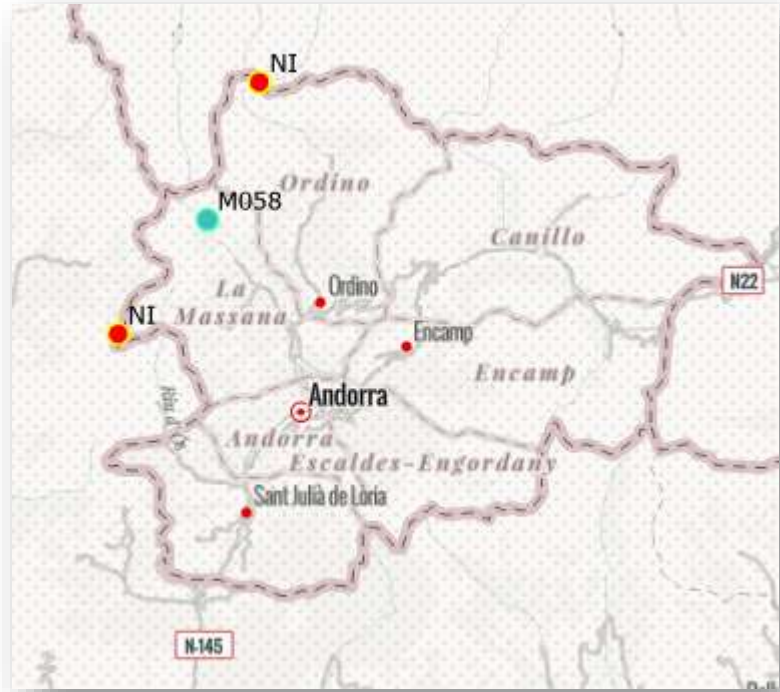 NI
Ordino
M058
Canillo
N22
La
Massana
Ordino
NI
Encamp
Encamp
Andorra
Andorra
Escaldes-Engordany
Sant Julià de Lòria
N-145